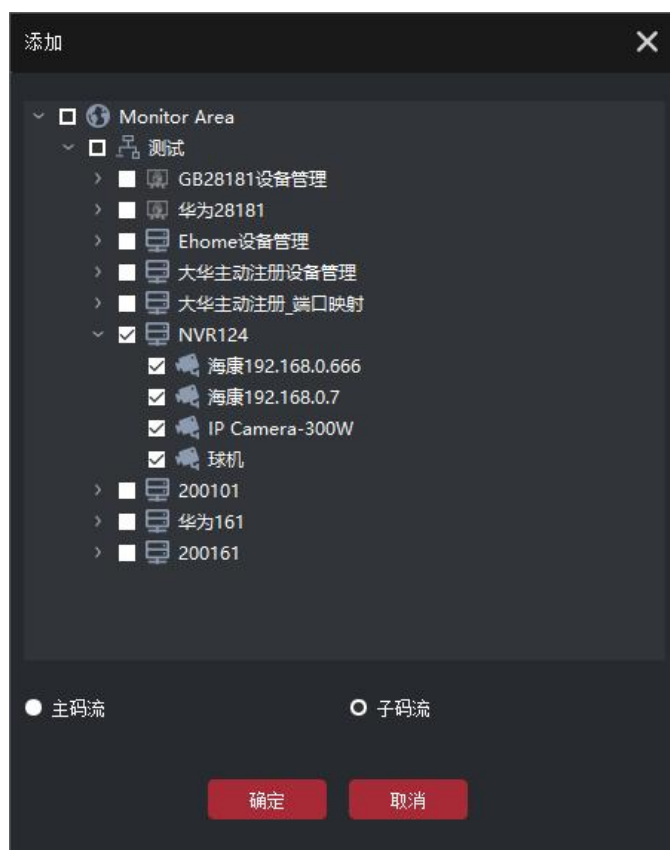 添加
Monitor Area
测试
GB28181设备管理
华为28181
Ehome设备管理
大华主动注册设备管理
大华主动注册_端口映射
NVR124
海康192.168.0.666
海康192.168.0.7
IP Camera-300W
球机
200101
华为161
200161
主码流 子码流
确定 取消